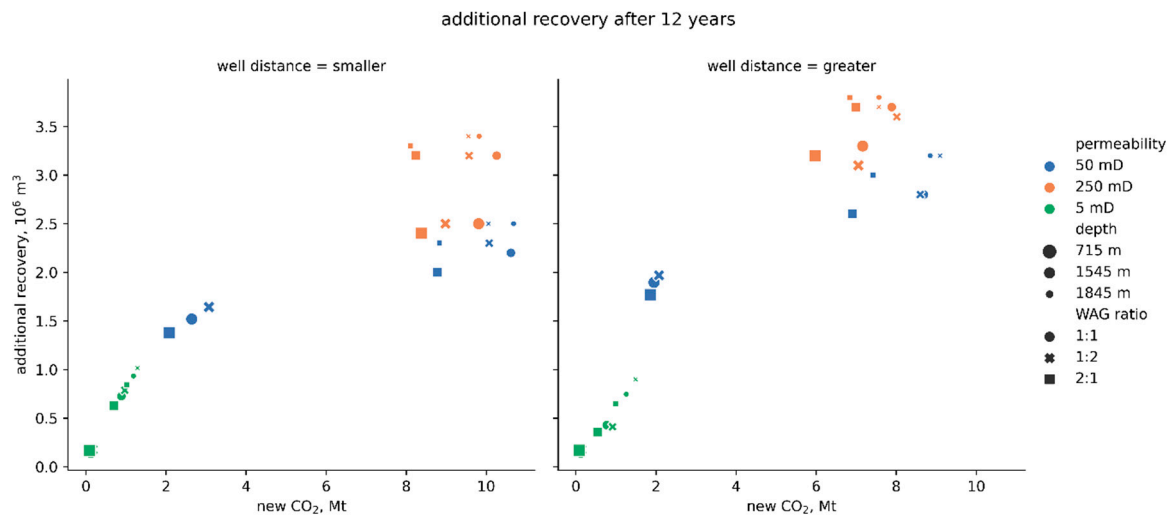 additional recovery after 12 years
well distance = smaller
well distance = greater
additional recovery, 10⁶ m³
3.5
3.0
2.5
2.0
1.5
1.0
0.5
0.0
0 2 4 6 8 10
0 2 4 6 8 10
new CO₂, Mt
new CO₂, Mt
permeability
50 mD
250 mD
5 mD
depth
715 m
1545 m
1845 m
WAG ratio
1:1
1:2
2:1